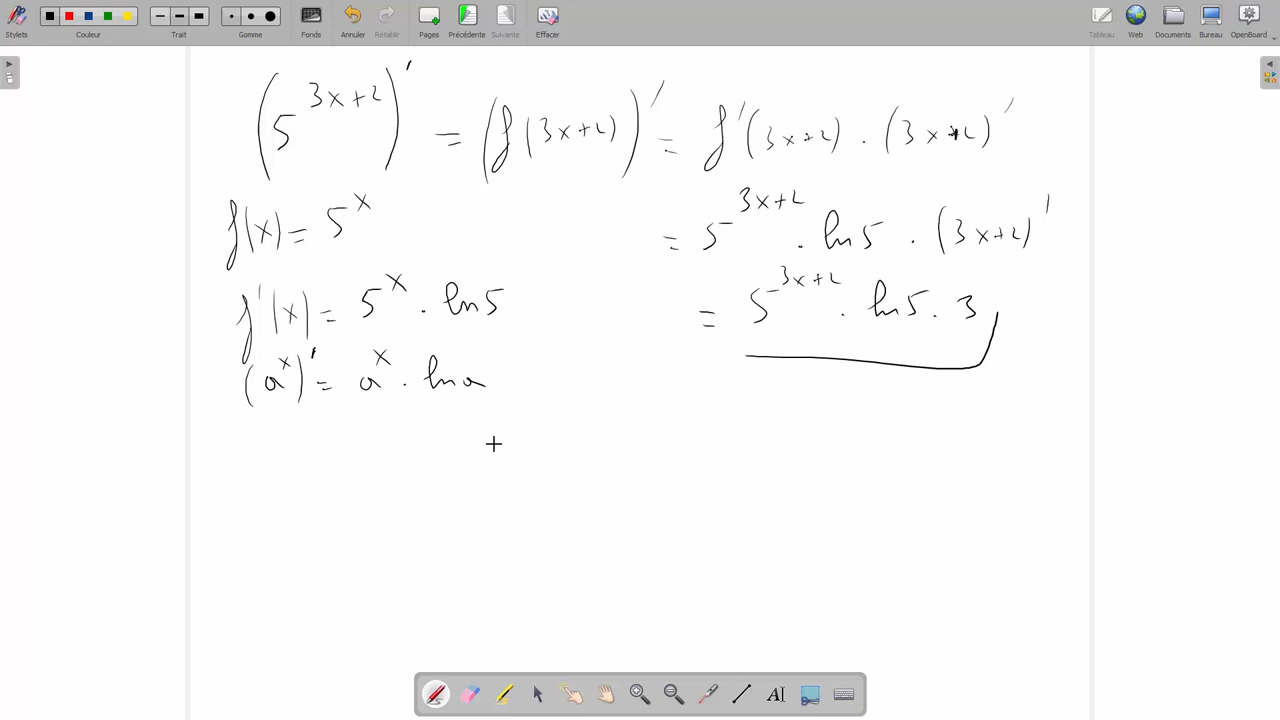 Stylets Couleur Trait Gomme Fonds Annuler Rétablir Pages Précédente Suivante Effacer Tableau Web Documents Bureau OpenBoard
(5^{3x+2})' = (f(3x+2))' = f'(3x+2) . (3x+2)'
f(x) = 5^x
= 5^{3x+2} . ln5 . (3x+2)'
f'(x) = 5^x . ln5
= 5^{3x+2} . ln5 . 3
(a^x)' = a^x . ln a
AI